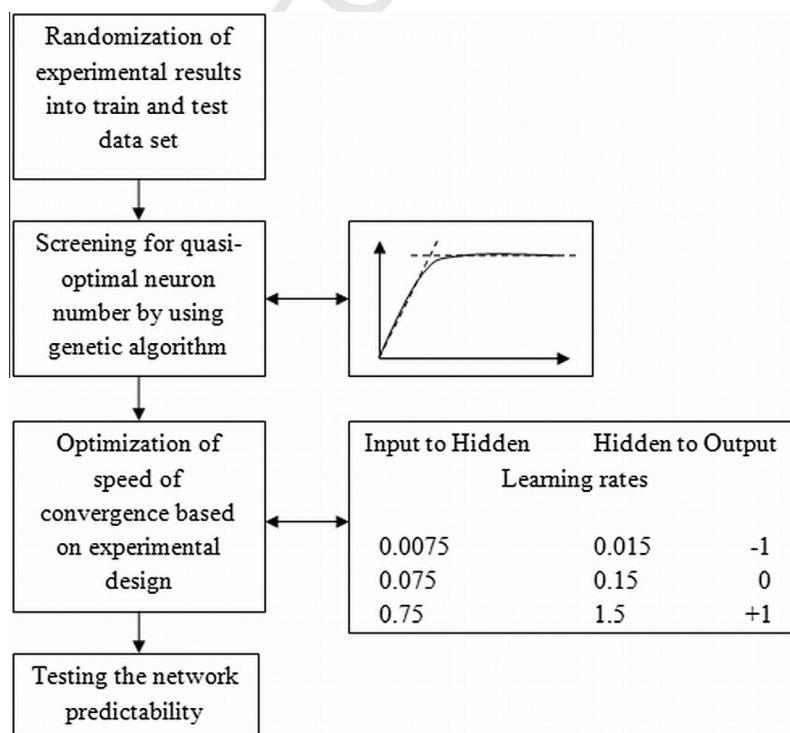 Randomization of
experimental results
into train and test
data set
Screening for quasi-
optimal neuron
number by using
genetic algorithm
Optimization of
speed of
convergence based
on experimental
design
Input to Hidden Hidden to Output
Learning rates
0.0075 0.015 -1
0.075 0.15 0
0.75 1.5 +1
Testing the network
predictability